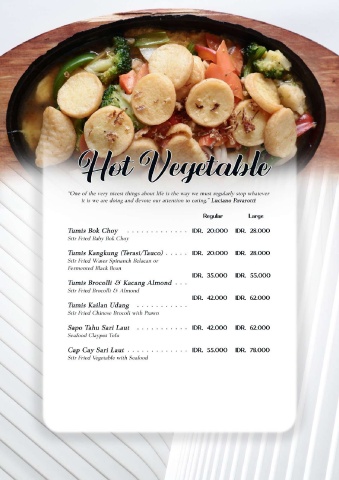 Hot Vegetable
"One of the very nicest things about life is the way we must regularly stop whatever
it is we are doing and devote our attention to eating." Luciano Pavarotti
Regular Large
Tumis Bok Choy . . . . . . . . . . . . IDR. 20.000 IDR. 28.000
Stir Fried Baby Bok Choy
Tumis Kangkung (Terasi/Tauco) . . . . . IDR. 20.000 IDR. 28.000
Stir Fried Water Spinanch Belacan or
Fermented Black Bean
IDR. 35.000 IDR. 55.000
Tumis Brocolli & Kacang Almond . . .
Stir Fried Brocolli & Almond
IDR. 42.000 IDR. 62.000
Tumis Kailan Udang . . . . . . . . . . .
Stir Fried Chinese Brocoli with Prawn
Sapo Tahu Sari Laut . . . . . . . . . . . IDR. 42.000 IDR. 62.000
Seafood Claypot Tofu
Cap Cay Sari Laut . . . . . . . . . . . . . IDR. 55.000 IDR. 78.000
Stir Fried Vegetable with Seafood